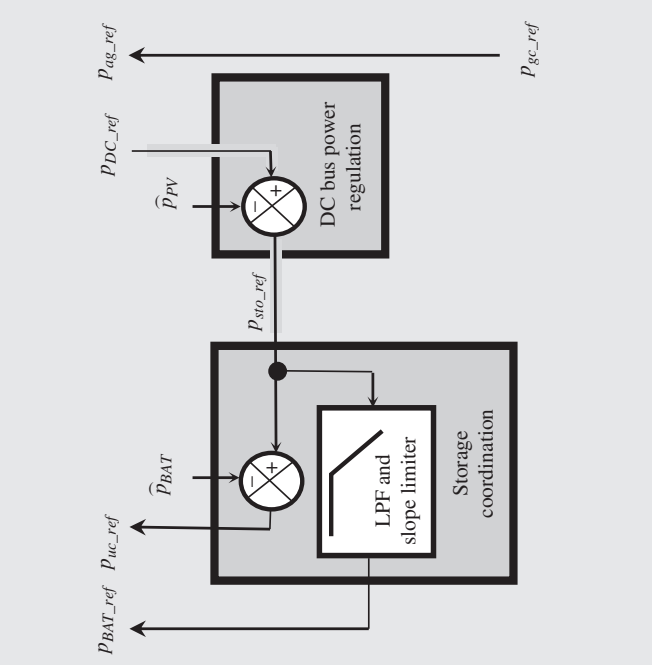 p_BAT_ref
p_uc_ref
p_DC_ref
p_ag_ref
p̂_BAT
p̂_PV
p_sto_ref
−
+
−
+
DC bus power
regulation
LPF and
slope limiter
Storage
coordination
p_gc_ref